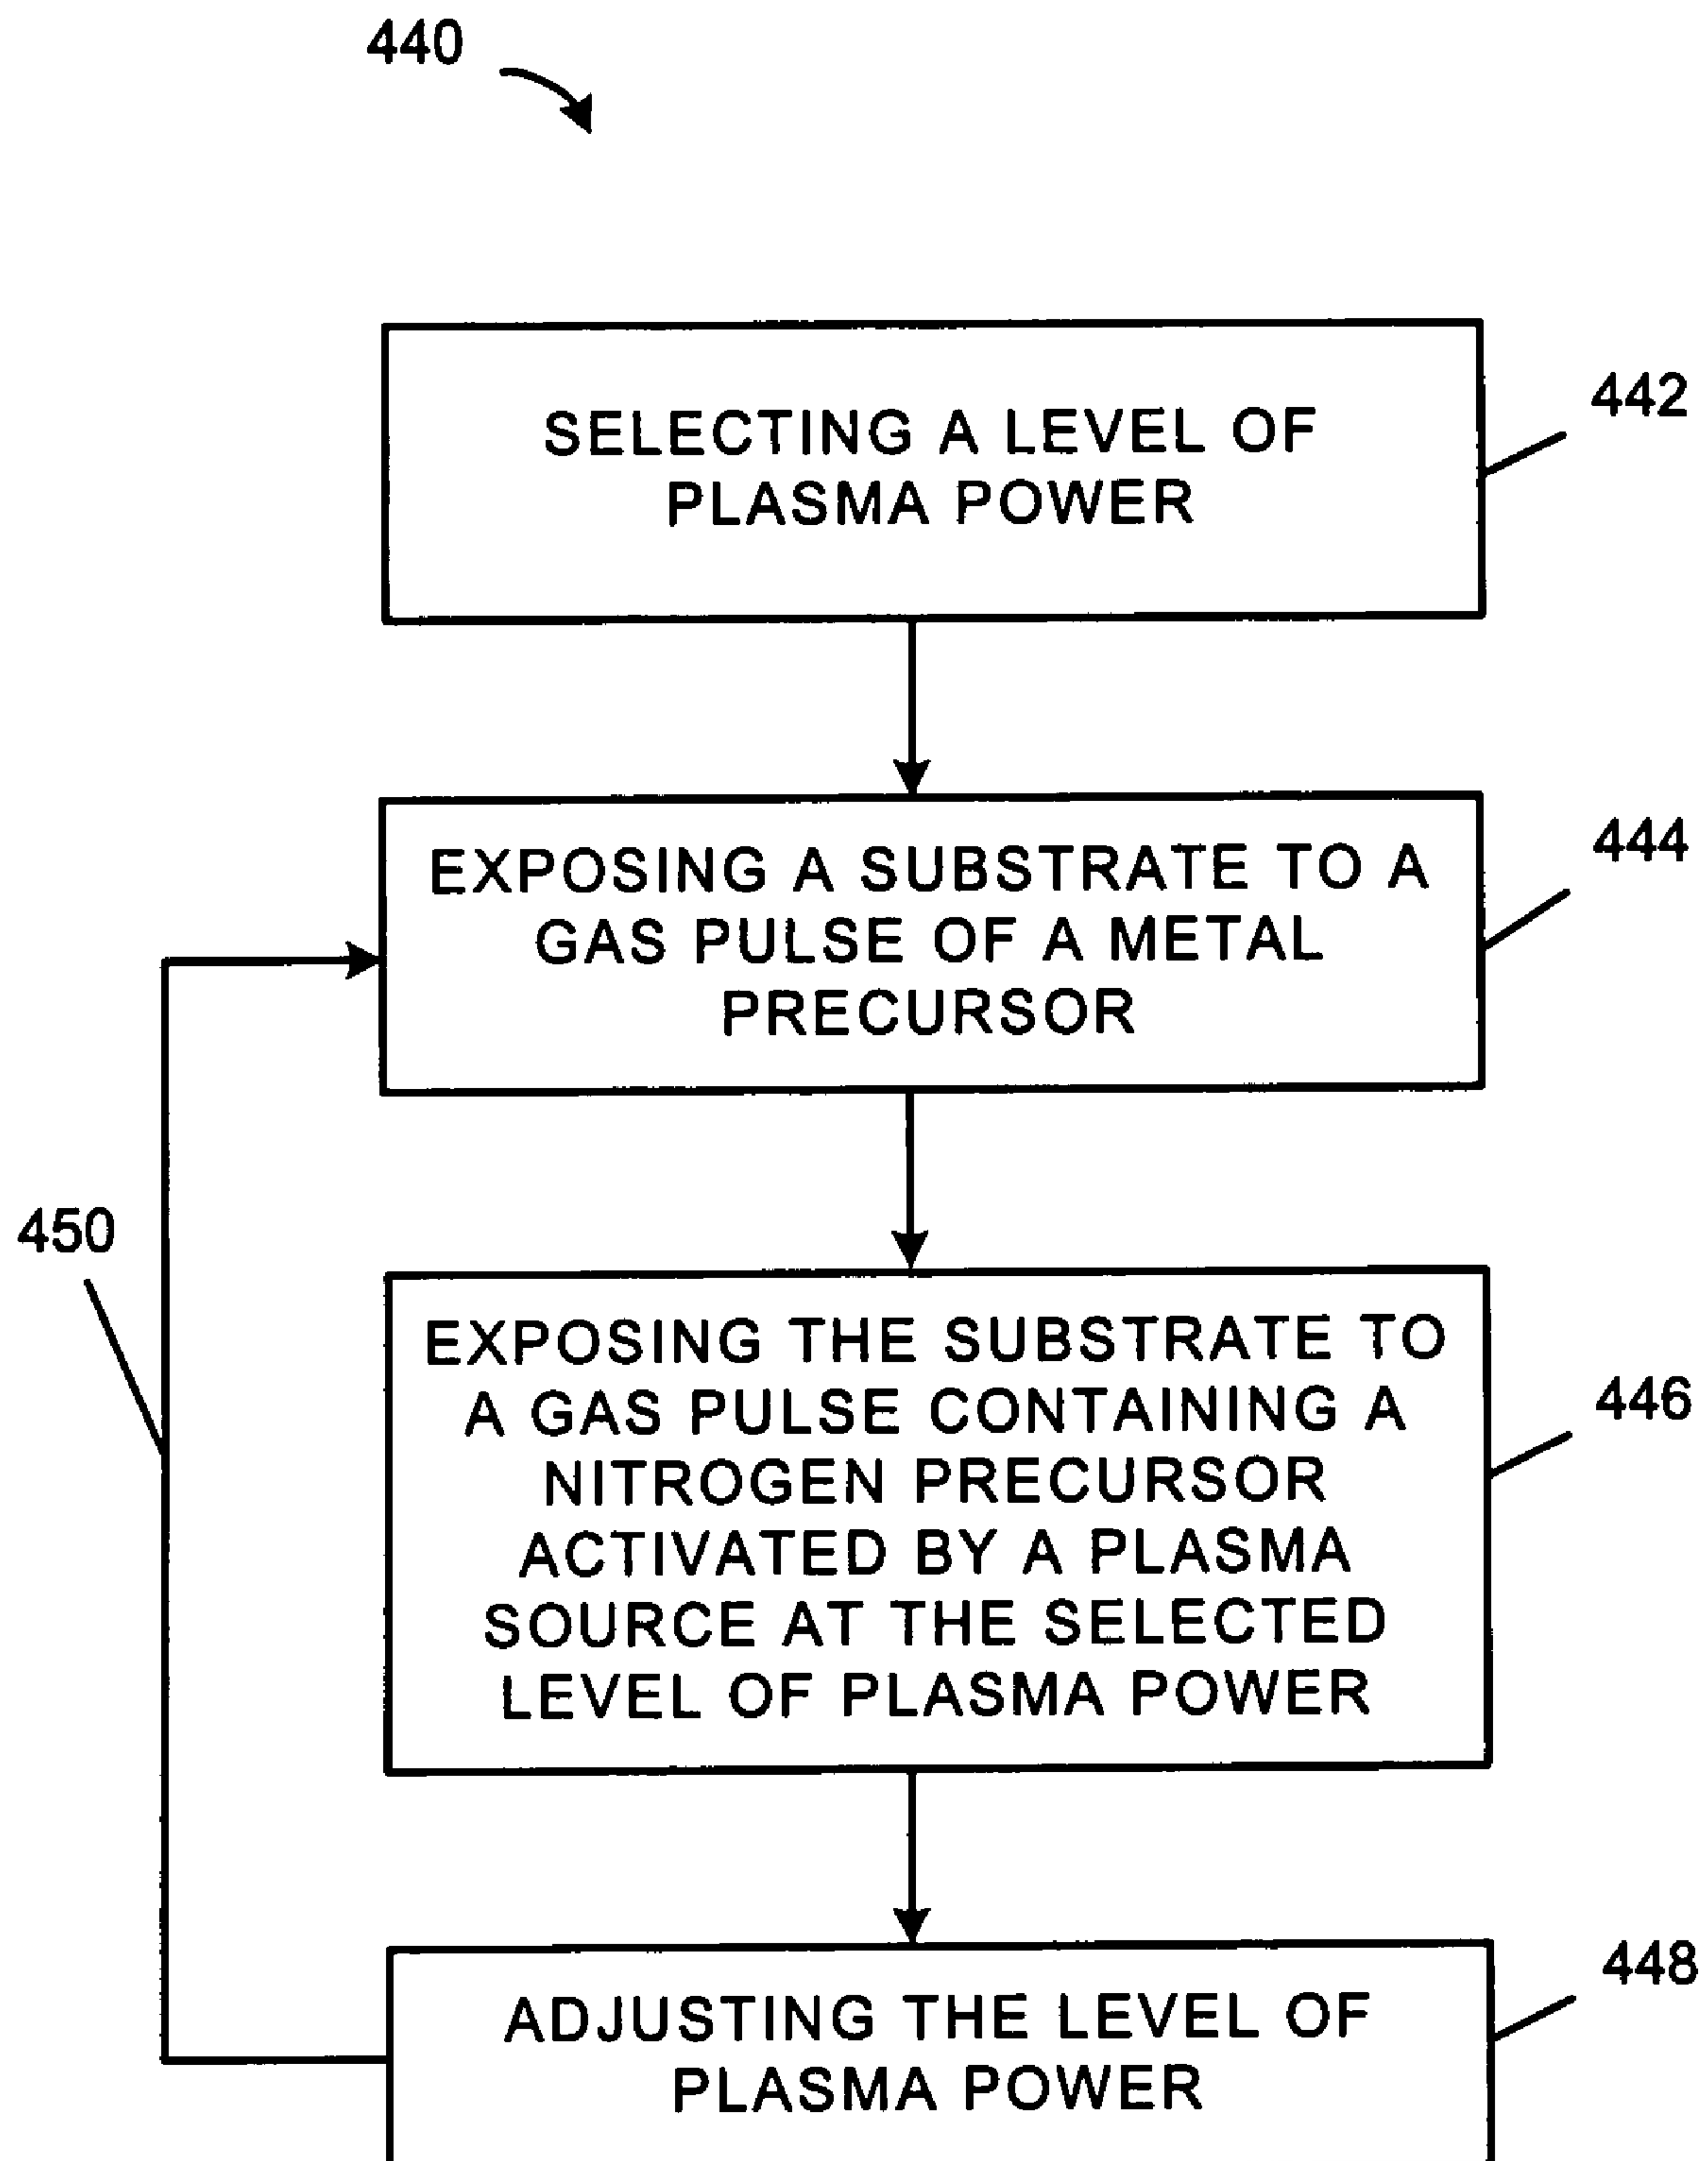 440
SELECTING A LEVEL OF
PLASMA POWER
442
EXPOSING A SUBSTRATE TO A
GAS PULSE OF A METAL
PRECURSOR
444
450
EXPOSING THE SUBSTRATE TO
A GAS PULSE CONTAINING A
NITROGEN PRECURSOR
ACTIVATED BY A PLASMA
SOURCE AT THE SELECTED
LEVEL OF PLASMA POWER
446
ADJUSTING THE LEVEL OF
PLASMA POWER
448